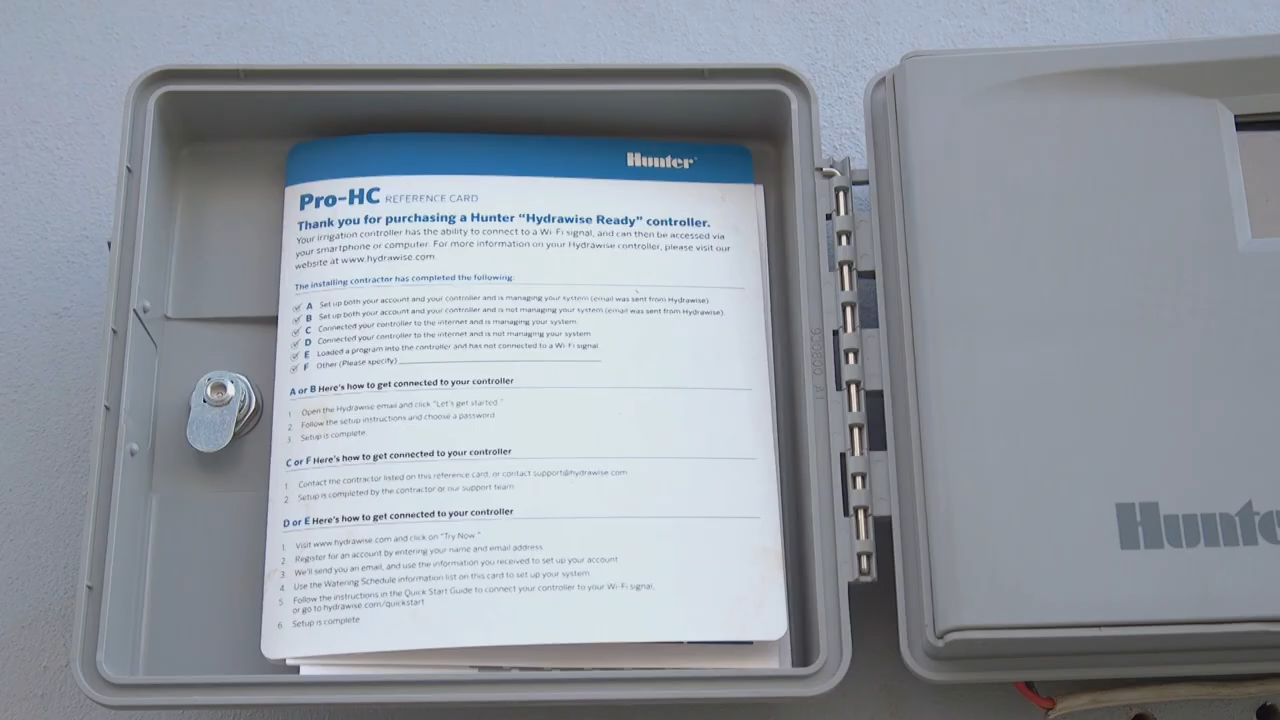 Hunter
Pro-HC REFERENCE CARD
Thank you for purchasing a Hunter “Hydrawise Ready” controller.
Your irrigation controller has the ability to connect to a Wi-Fi signal, and can then be accessed via
your smartphone or computer. For more information on your Hydrawise controller, please visit our
website at www.hydrawise.com.
The installing contractor has completed the following:
A Set up both your account and your controller and is managing your system (email was sent from Hydrawise).
B Set up both your account and your controller and is not managing your system (email was sent from Hydrawise).
C Connected your controller to the internet and is managing your system.
D Connected your controller to the internet and is not managing your system
E Loaded a program into the controller and has not connected to a Wi-Fi signal
F Other (Please specify)
A or B Here's how to get connected to your controller
1 Open the Hydrawise email and click “Let's get started.”
2 Follow the setup instructions and choose a password.
3 Setup is complete.
C or F Here's how to get connected to your controller
1 Contact the contractor listed on this reference card, or contact support@hydrawise.com
2 Setup is completed by the contractor or our support team
D or E Here's how to get connected to your controller
1. Visit www.hydrawise.com and click on “Try Now.”
2. Register for an account by entering your name and email address.
3. We'll send you an email, and use the information you received to set up your account
4. Use the Watering Schedule information list on this card to set up your system
5. Follow the instructions in the Quick Start Guide to connect your controller to your Wi-Fi signal,
or go to hydrawise.com/quickstart
6 Setup is complete
Hunte